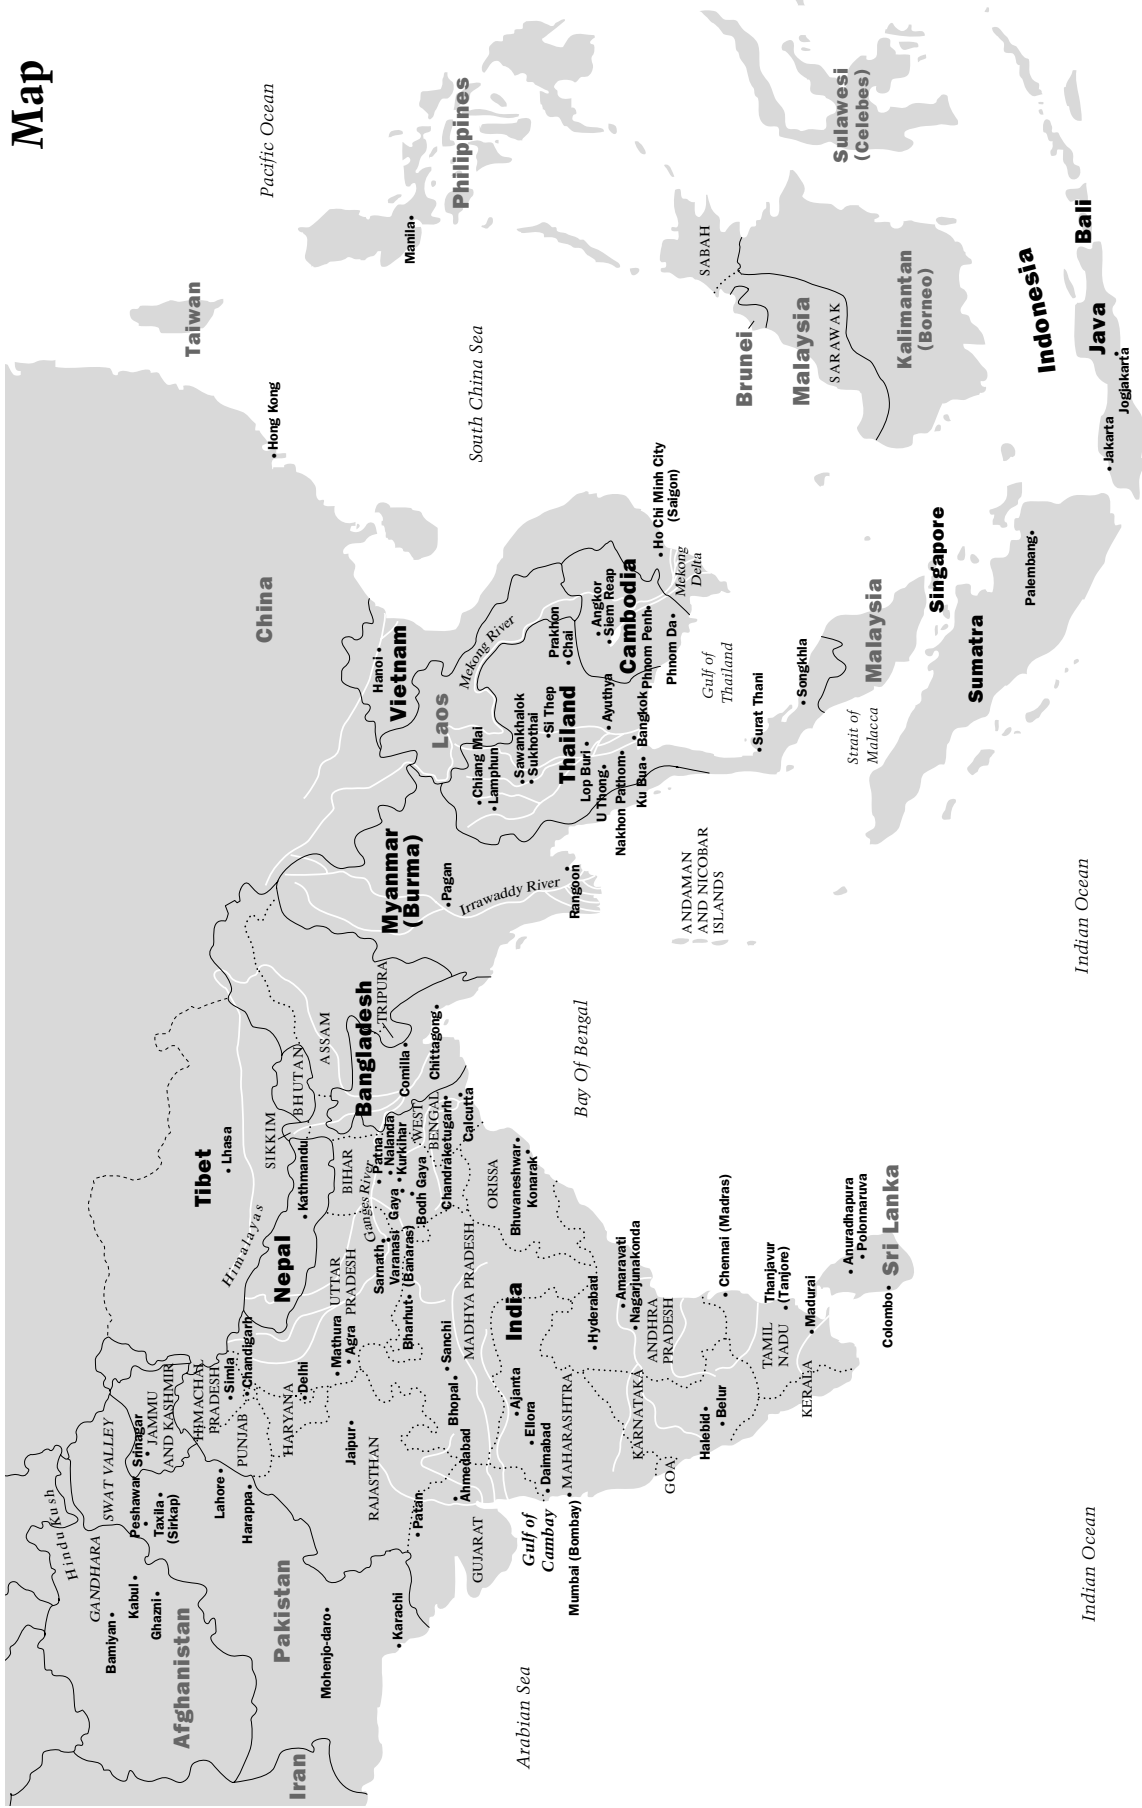 Map
Pacific Ocean
Taiwan
Philippines
Manila
Hong Kong
South China Sea
China
Sulawesi
(Celebes)
SABAH
Brunei
Malaysia
SARAWAK
Kalimantan
(Borneo)
Indonesia
Bali
Java
Jogjakarta
Jakarta
Singapore
Malaysia
Sumatra
Palembang
Strait of
Malacca
Songkhla
Surat Thani
Gulf of
Thailand
Ho Chi Minh City
(Saigon)
Mekong
Delta
Cambodia
Angkor
Siem Reap
Phnom Penh
Phnom Da
Prakhon
Chai
Mekong River
Hanoi
Vietnam
Laos
Thailand
Chiang Mai
Lamphun
Sawankhalok
Sukhothai
Si Thep
Ayuthya
Lop Buri
Bangkok
U Thong
Nakhon Pathom
Ku Bua
Myanmar
(Burma)
Pagan
Irrawaddy River
Rangoon
ANDAMAN
AND NICOBAR
ISLANDS
Indian Ocean
Bay Of Bengal
Tibet
Lhasa
Himalayas
SIKKIM
BHUTAN
ASSAM
TRIPURA
Bangladesh
Comilla
Chittagong
Nepal
Kathmandu
BIHAR
Ganges River
Patna
Nalanda
Kurkihar
Gaya
Bodh Gaya
WEST
BENGAL
Chandraketugarh
Calcutta
Sarnath
Varanasi
(Banaras)
Bharhut
UTTAR
PRADESH
Mathura
Agra
ORISSA
Bhuvaneshwar
Konarak
MADHYA PRADESH
Sanchi
Bhopal
India
Hyderabad
Amaravati
Nagarjunakonda
ANDHRA
PRADESH
Chennai (Madras)
Thanjavur
(Tanjore)
TAMIL
NADU
Madurai
KERALA
Anuradhapura
Polonnaruva
Sri Lanka
Colombo
Ajanta
Ellora
Daimabad
MAHARASHTRA
KARNATAKA
GOA
Halebid
Belur
Mumbai (Bombay)
Gulf of
Cambay
Ahmedabad
GUJARAT
Patan
RAJASTHAN
Jaipur
Delhi
HARYANA
Chandigarh
Simla
HIMACHAL
PRADESH
PUNJAB
JAMMU
AND KASHMIR
Srinagar
SWAT VALLEY
Hindu Kush
GANDHARA
Peshawar
Taxila
(Sirkap)
Lahore
Harappa
Kabul
Ghazni
Bamiyan
Afghanistan
Pakistan
Mohenjo-daro
Karachi
Iran
Arabian Sea
Indian Ocean